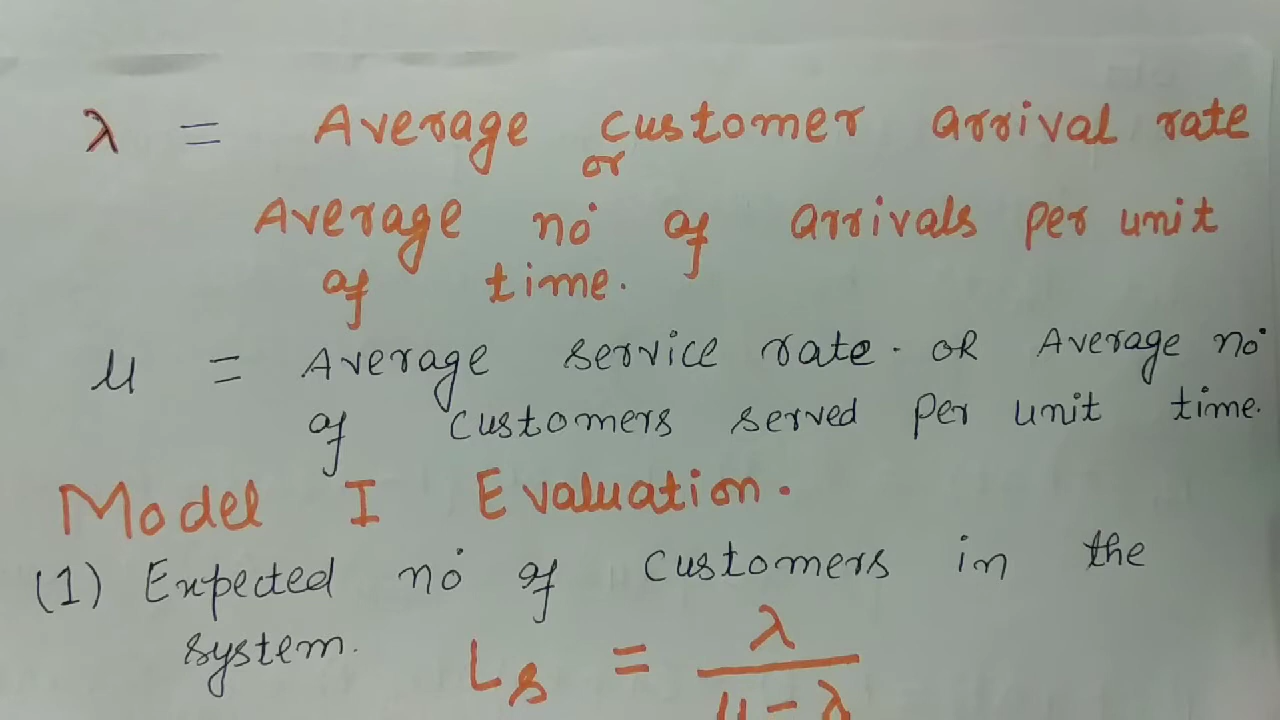 λ = Average customer arrival rate
or
Average no of arrivals per unit
of time.
μ = Average service rate. OR Average no
of customers served per unit time.
Model I Evaluation.
(1) Expected no of customers in the
system. Ls = λ / μ - λ